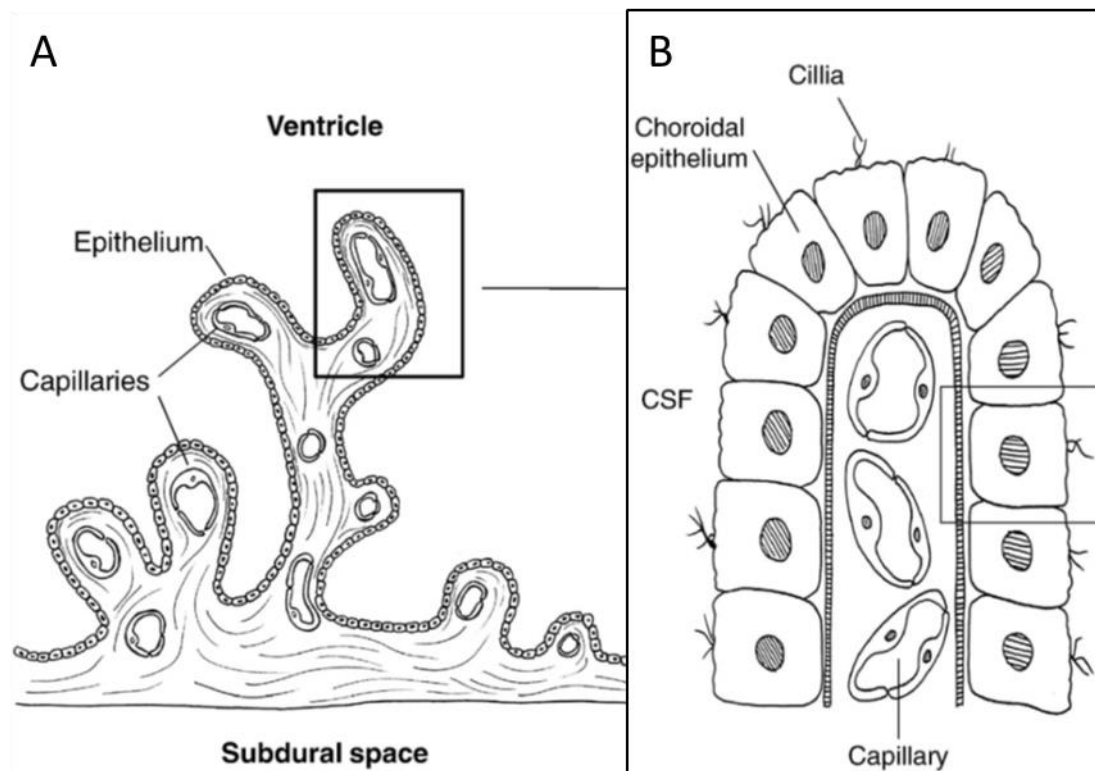 A
Ventricle
Epithelium
Capillaries
Subdural space
B
Cillia
Choroidal
epithelium
CSF
Capillary